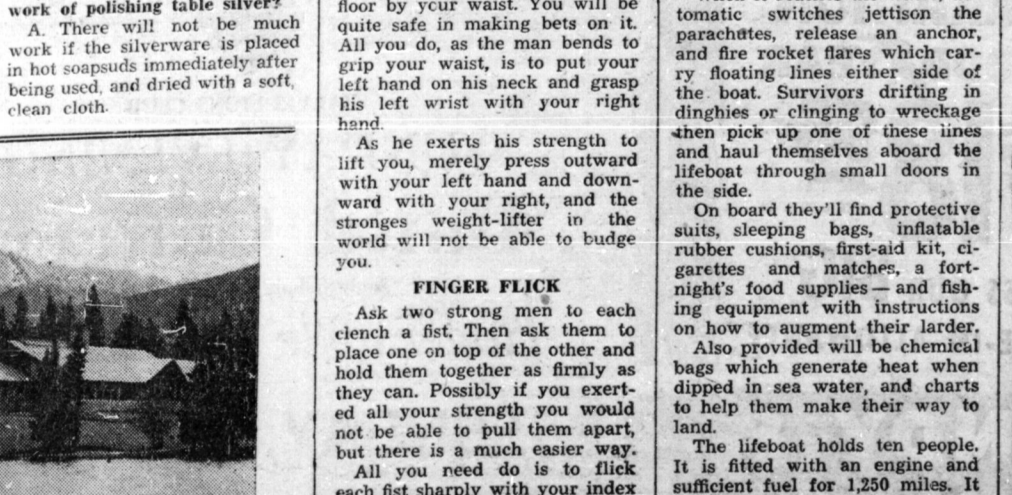 work of polishing table silver?
A. There will not be much
work if the silverware is placed
in hot soapsuds immediately after
being used, and dried with a soft,
clean cloth.
floor by your waist. You will be
quite safe in making bets on it.
All you do, as the man bends to
grip your waist, is to put your
left hand on his neck and grasp
his left wrist with your right
hand.
As he exerts his strength to
lift you, merely press outward
with your left hand and down-
ward with your right, and the
stronges weight-lifter in the
world will not be able to budge
you.
FINGER FLICK
Ask two strong men to each
clench a fist. Then ask them to
place one on top of the other and
hold them together as firmly as
they can. Possibly if you exert-
ed all your strength you would
not be able to pull them apart,
but there is a much easier way.
All you need do is to flick
each fist sharply with your index
tomatic switches jettison the
parachutes, release an anchor,
and fire rocket flares which car-
ry floating lines either side of
the boat. Survivors drifting in
dinghies or clinging to wreckage
then pick up one of these lines
and haul themselves aboard the
lifeboat through small doors in
the side.
On board they'll find protective
suits, sleeping bags, inflatable
rubber cushions, first-aid kit, ci-
garettes and matches, a fort-
night's food supplies — and fish-
ing equipment with instructions
on how to augment their larder.
Also provided will be chemical
bags which generate heat when
dipped in sea water, and charts
to help them make their way to
land.
The lifeboat holds ten people.
It is fitted with an engine and
sufficient fuel for 1,250 miles. It